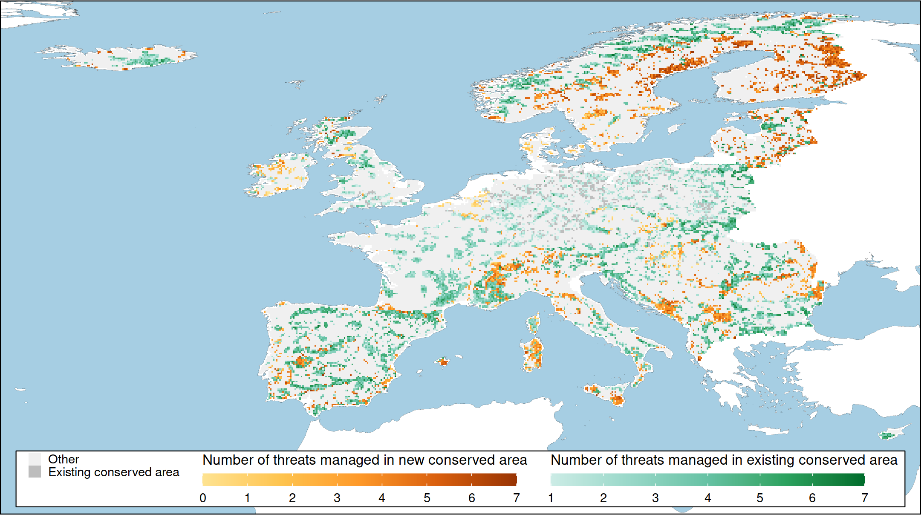 Other
Existing conserved area
Number of threats managed in new conserved area
0 1 2 3 4 5 6 7
Number of threats managed in existing conserved area
1 2 3 4 5 6 7